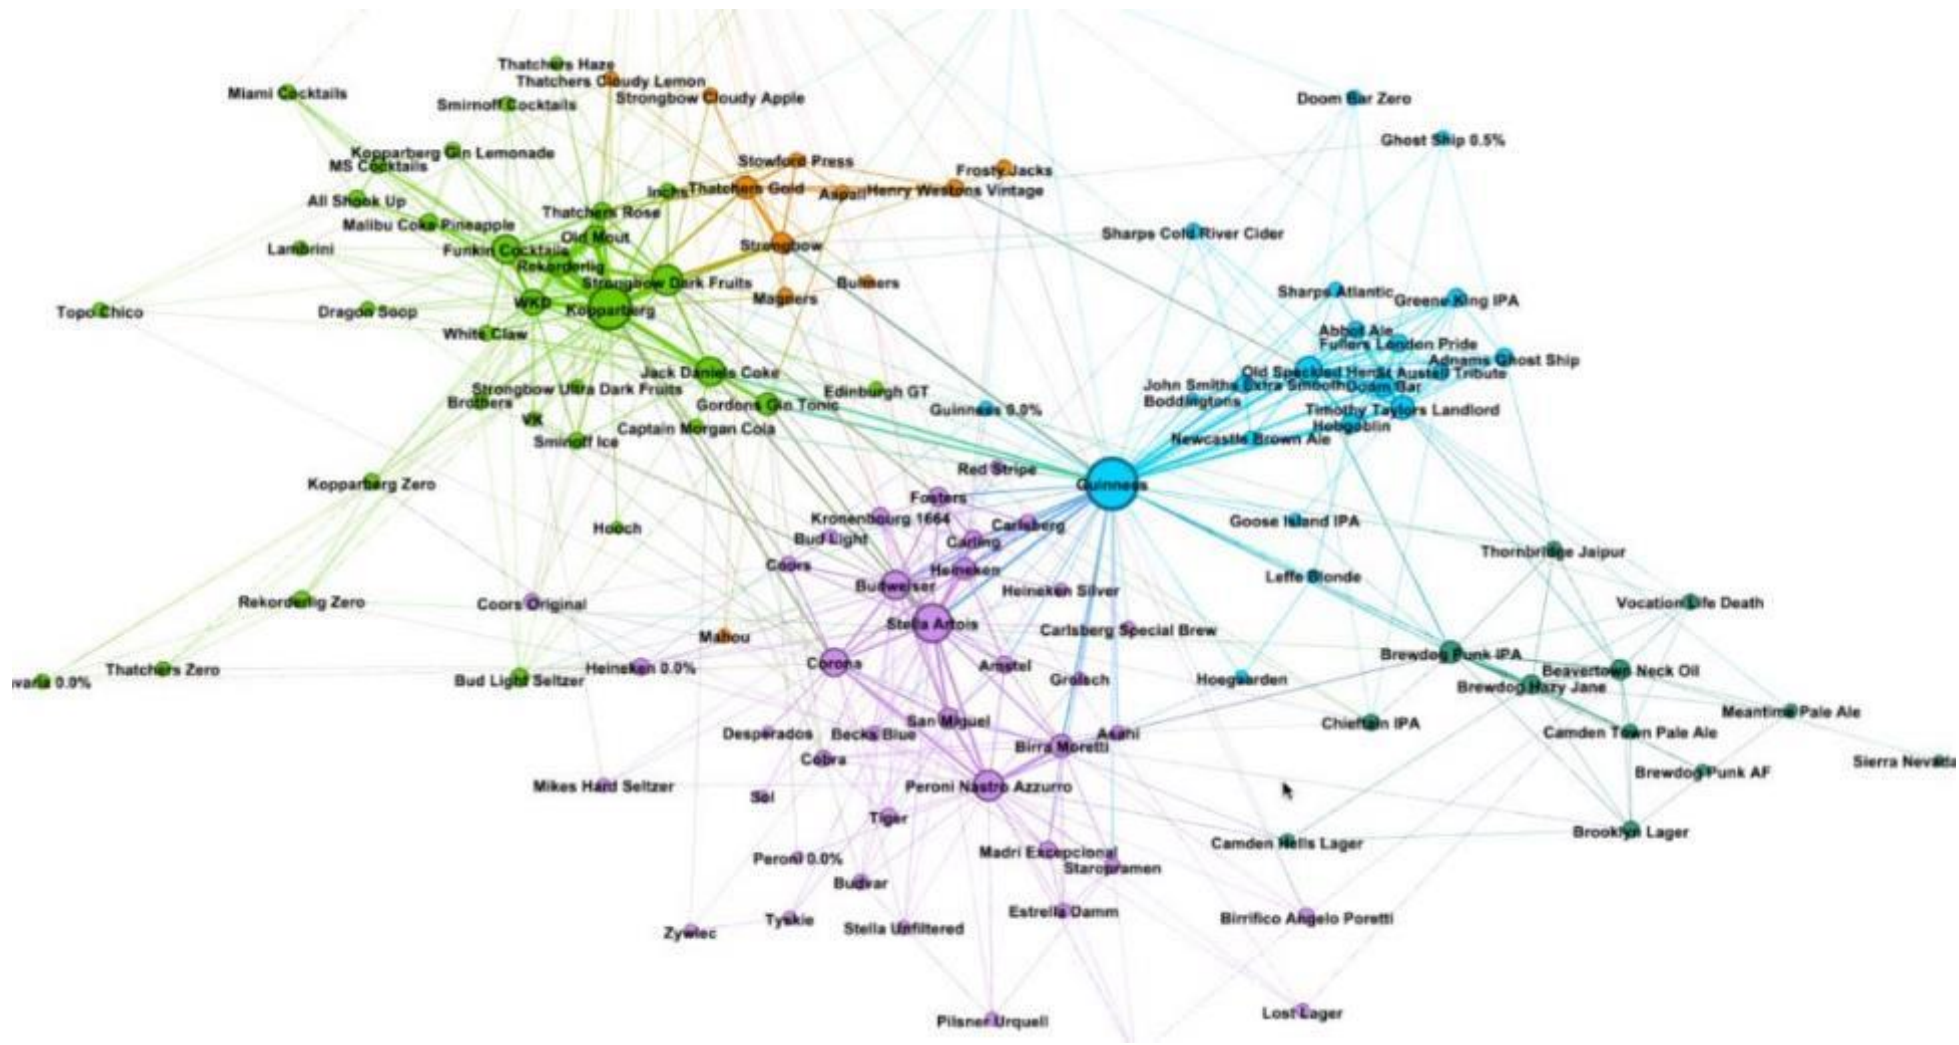 Thatchers Haze
Thatchers Cloudy Lemon
Miami Cocktails
Strongbow Cloudy Apple
Doom Bar Zero
Smirnoff Cocktails
Ghost Ship 0.5%
Kopparberg Gin Lemonade
MS Cocktails
Stowford Press
Frosty Jacks
Inchs
Thatchers Gold
Aspall
Henry Westons Vintage
All Shook Up
Thatchers Rose
Malibu Coke Pineapple
Old Mout
Sharps Cold River Cider
Lambrini
Funkin Cocktails
Strongbow
Rekorderlig
Strongbow Dark Fruits
Bulmers
Sharps Atlantic
Magners
Greene King IPA
WKD
Kopparberg
Topo Chico
Dragon Soop
White Claw
Abbot Ale
Fullers London Pride
Adnams Ghost Ship
Jack Daniels Coke
Old Speckled Hen
St Austell Tribute
John Smiths Extra Smooth
Doom Bar
Strongbow Ultra Dark Fruits
Edinburgh GT
Boddingtons
Brothers
Gordons Gin Tonic
Guinness 0.0%
Timothy Taylors Landlord
VK
Captain Morgan Cola
Hobgoblin
Sminoff Ice
Newcastle Brown Ale
Red Stripe
Kopparberg Zero
Guinness
Fosters
Kronenbourg 1664
Carlsberg
Goose Island IPA
Hooch
Bud Light
Carling
Thornbridge Jaipur
Coors
Heineken
Leffe Blonde
Budweiser
Heineken Silver
Rekorderlig Zero
Coors Original
Vocation Life Death
Stella Artois
Carlsberg Special Brew
Mahou
Brewdog Punk IPA
Corona
Amstel
Thatchers Zero
Heineken 0.0%
Beavertown Neck Oil
varia 0.0%
Bud Light Seltzer
Grolsch
Hoegaarden
Brewdog Hazy Jane
Meantime Pale Ale
San Miguel
Chieftain IPA
Desperados
Becks Blue
Asahi
Camden Town Pale Ale
Birra Moretti
Cobra
Sierra Nevada
Brewdog Punk AF
Mikes Hard Seltzer
Peroni Nastro Azzurro
Sol
Tiger
Brooklyn Lager
Camden Hells Lager
Madri Excepcional
Peroni 0.0%
Staropramen
Budvar
Estrella Damm
Tyskie
Birrifico Angelo Poretti
Stella Unfiltered
Zywiec
Lost Lager
Pilsner Urquell